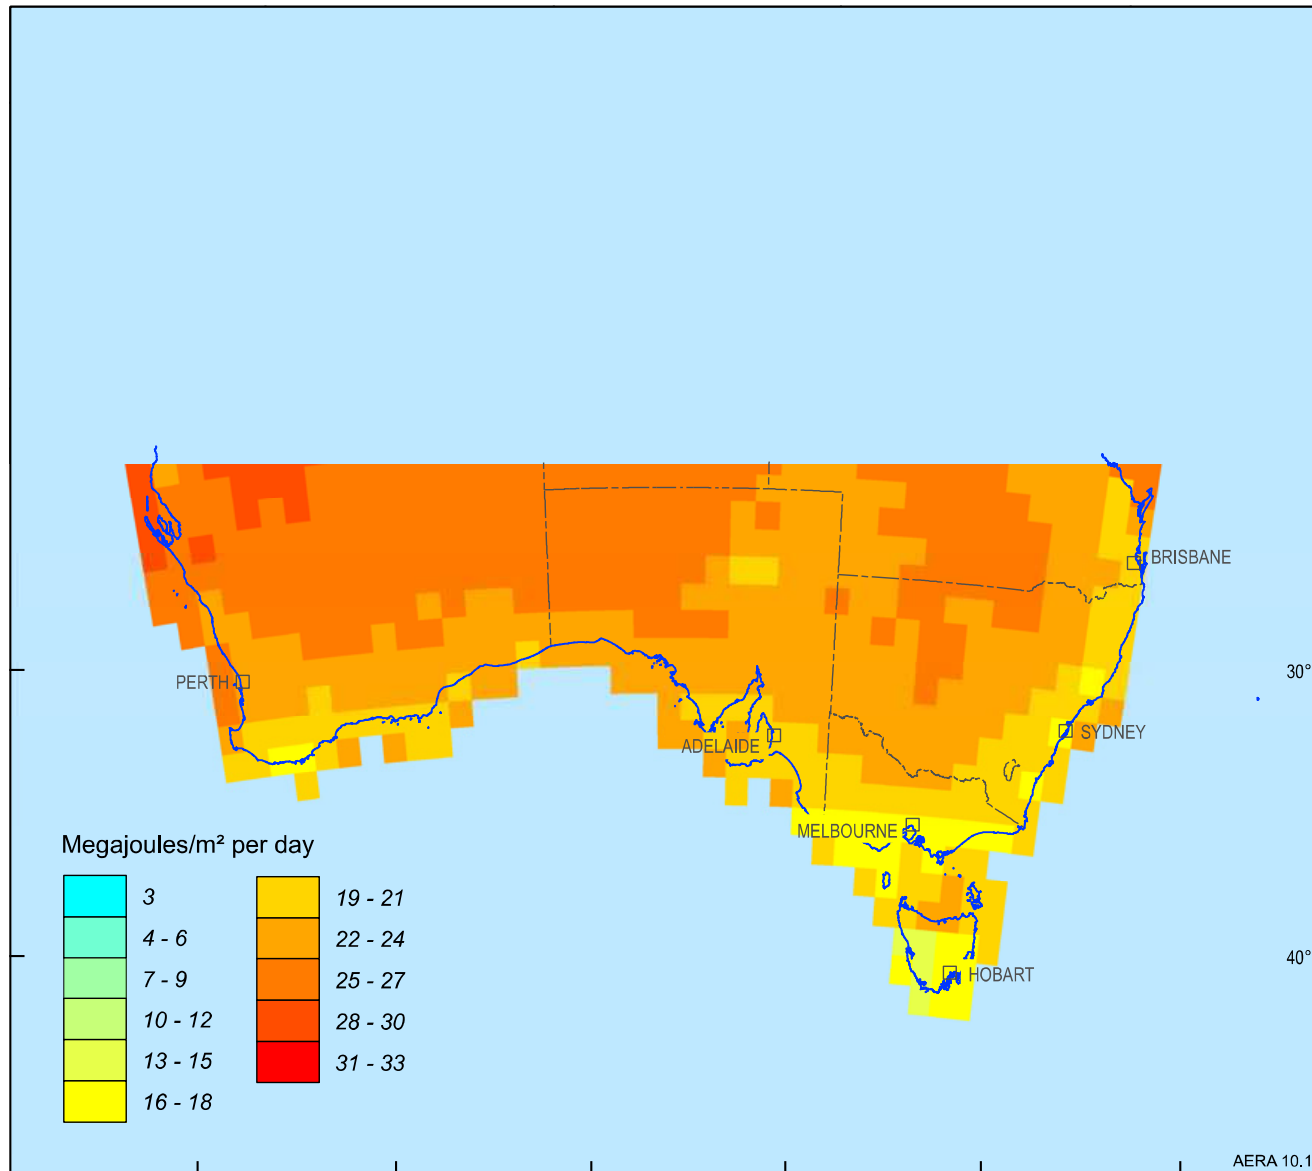 BRISBANE
30°
PERTH
SYDNEY
ADELAIDE
MELBOURNE
Megajoules/m² per day
3
4 - 6
7 - 9
10 - 12
13 - 15
16 - 18
19 - 21
22 - 24
25 - 27
28 - 30
31 - 33
40°
HOBART
AERA 10.1